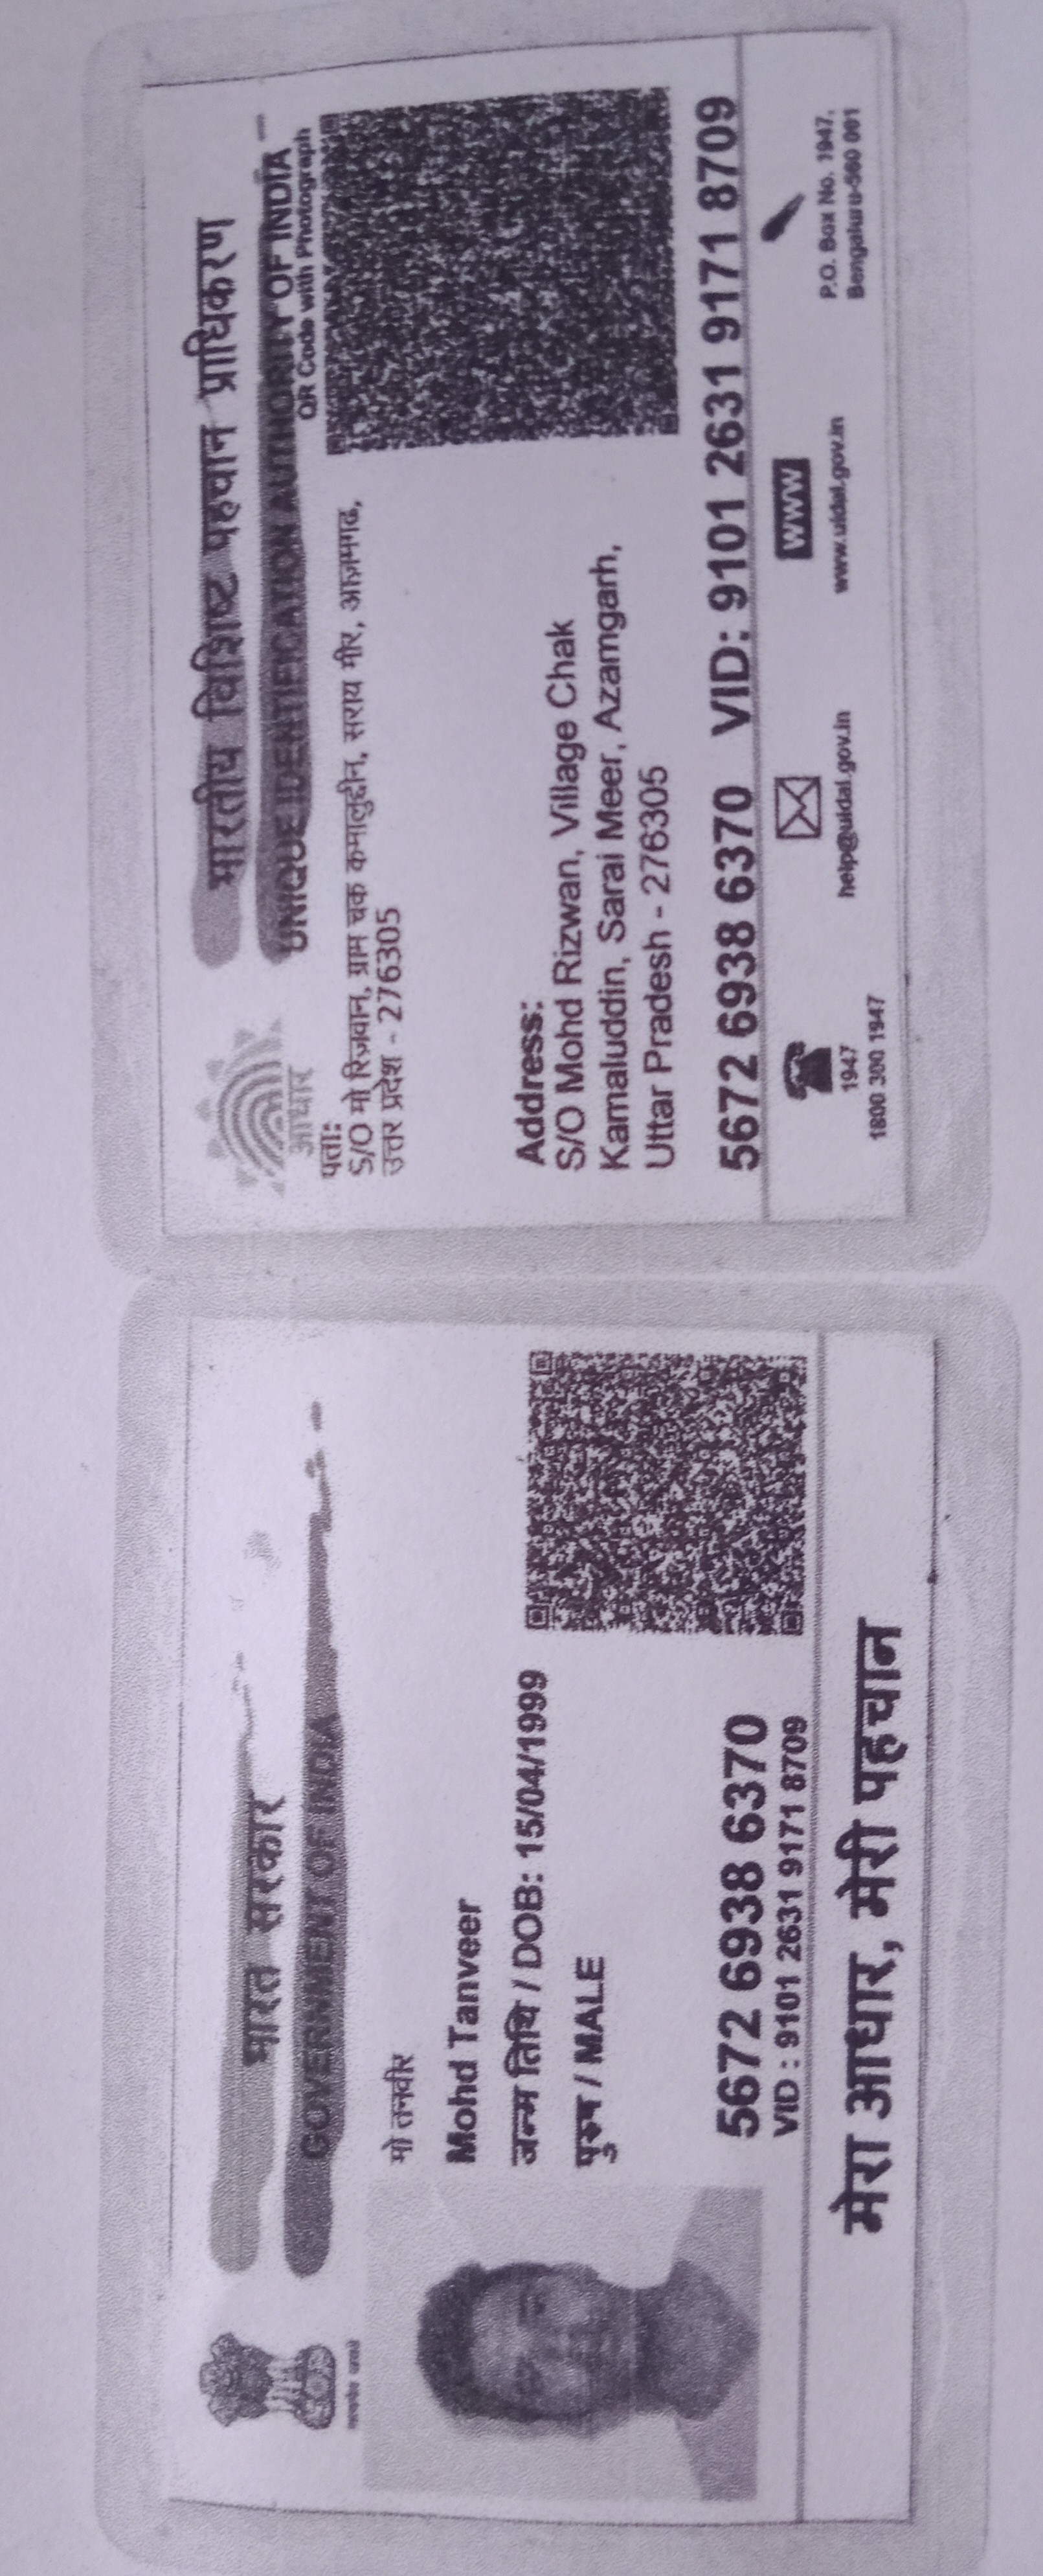 भारत सरकार
GOVERNMENT OF INDIA
मो तनवीर
Mohd Tanveer
जन्म तिथि / DOB: 15/04/1999
पुरुष / MALE
5672 6938 6370
VID : 9101 2631 9171 8709
मेरा आधार, मेरी पहचान
भारतीय विशिष्ट पहचान प्राधिकरण
UNIQUE IDENTIFICATION AUTHORITY OF INDIA
QR Code with Photograph
आधार
पता:
S/O मो रिज़वान, ग्राम चक कमालुद्दीन, सराय मीर, आज़मगढ,
उत्तर प्रदेश - 276305
Address:
S/O Mohd Rizwan, Village Chak
Kamaluddin, Sarai Meer, Azamgarh,
Uttar Pradesh - 276305
5672 6938 6370 VID: 9101 2631 9171 8709
1947
1800 300 1947
help@uidai.gov.in
WWW
www.uidai.gov.in
P.O. Box No. 1947,
Bengaluru-560 001